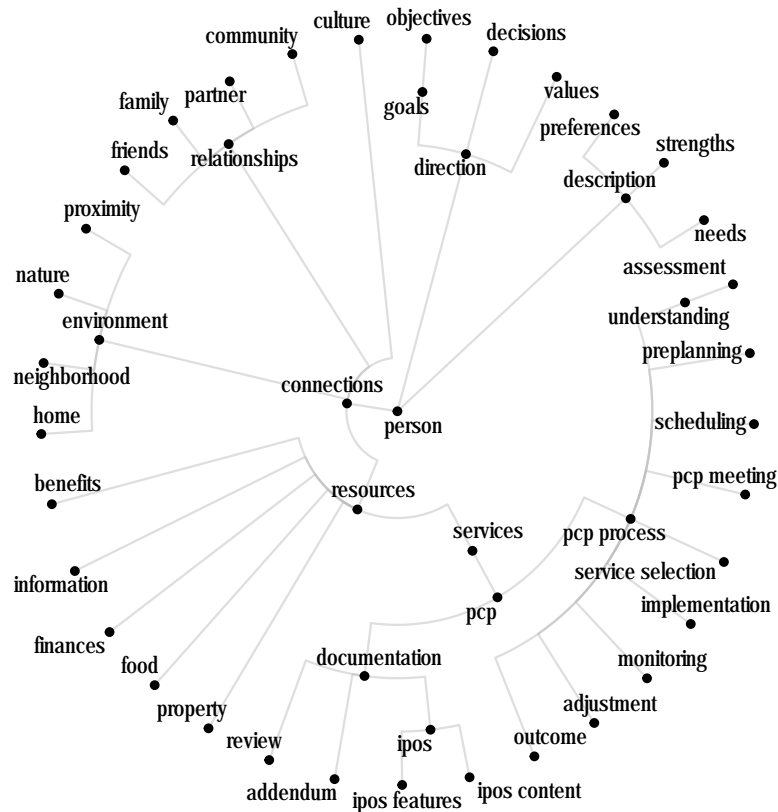 culture
objectives
decisions
community
partner
goals
values
family
preferences
friends
relationships
direction
strengths
description
proximity
needs
nature
assessment
environment
understanding
neighborhood
preplanning
connections
home
person
scheduling
benefits
resources
pcp meeting
services
pcp process
information
service selection
pcp
implementation
finances
food
documentation
monitoring
property
adjustment
review
ipos
outcome
addendum
ipos features
ipos content